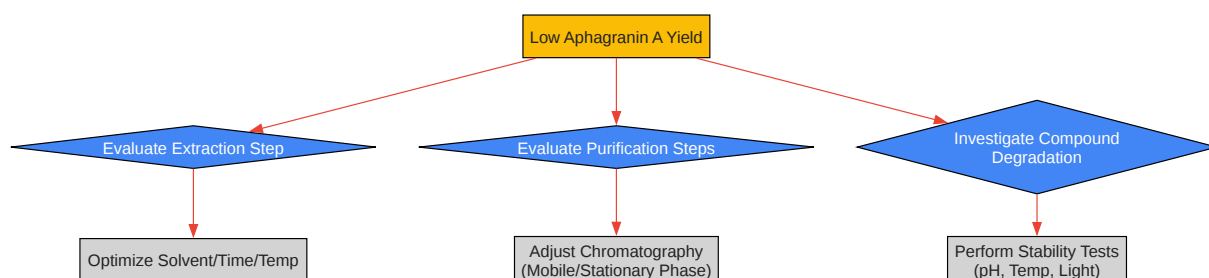 Low Aphagranin A Yield
Evaluate Extraction Step
Evaluate Purification Steps
Investigate Compound
Degradation
Optimize Solvent/Time/Temp
Adjust Chromatography
(Mobile/Stationary Phase)
Perform Stability Tests
(pH, Temp, Light)